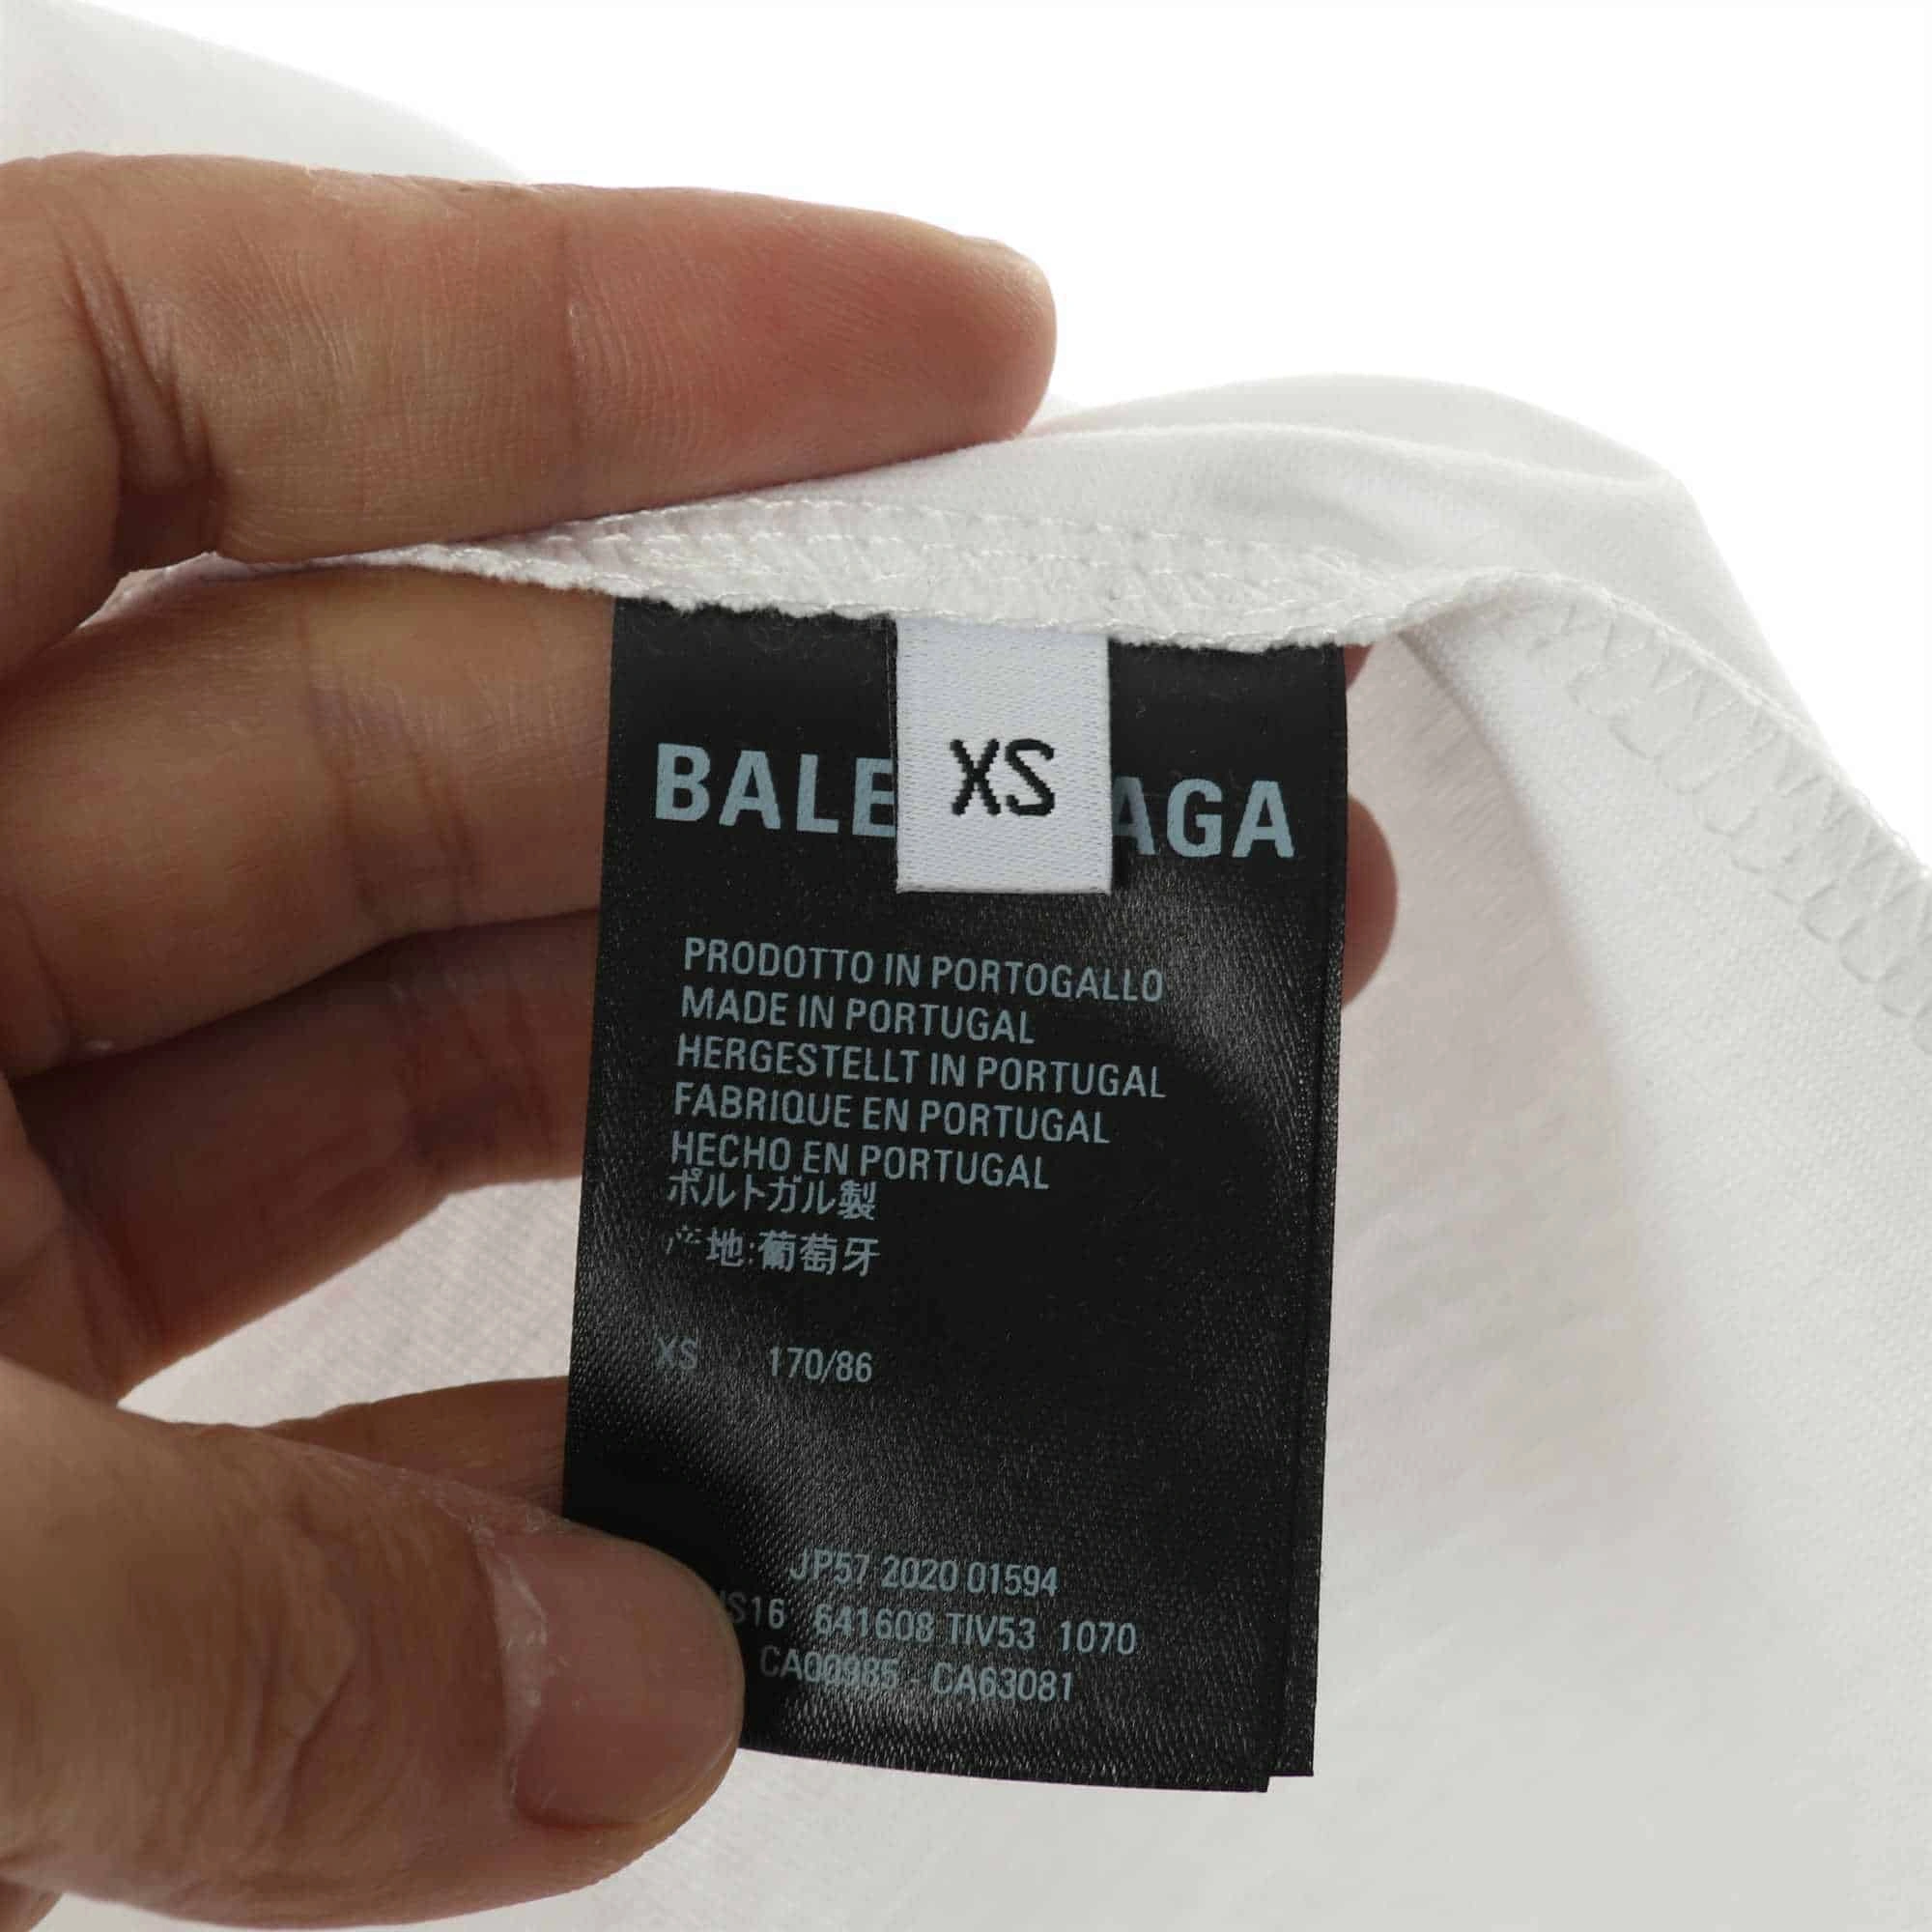 XS
BALE AGA
PRODOTTO IN PORTOGALLO
MADE IN PORTUGAL
HERGESTELLT IN PORTUGAL
FABRIQUE EN PORTUGAL
HECHO EN PORTUGAL
ポルトガル製
产地:葡萄牙
XS 170/86
JP57 2020 01594
S16 641608 TIV53 1070
CA00985 - CA63081